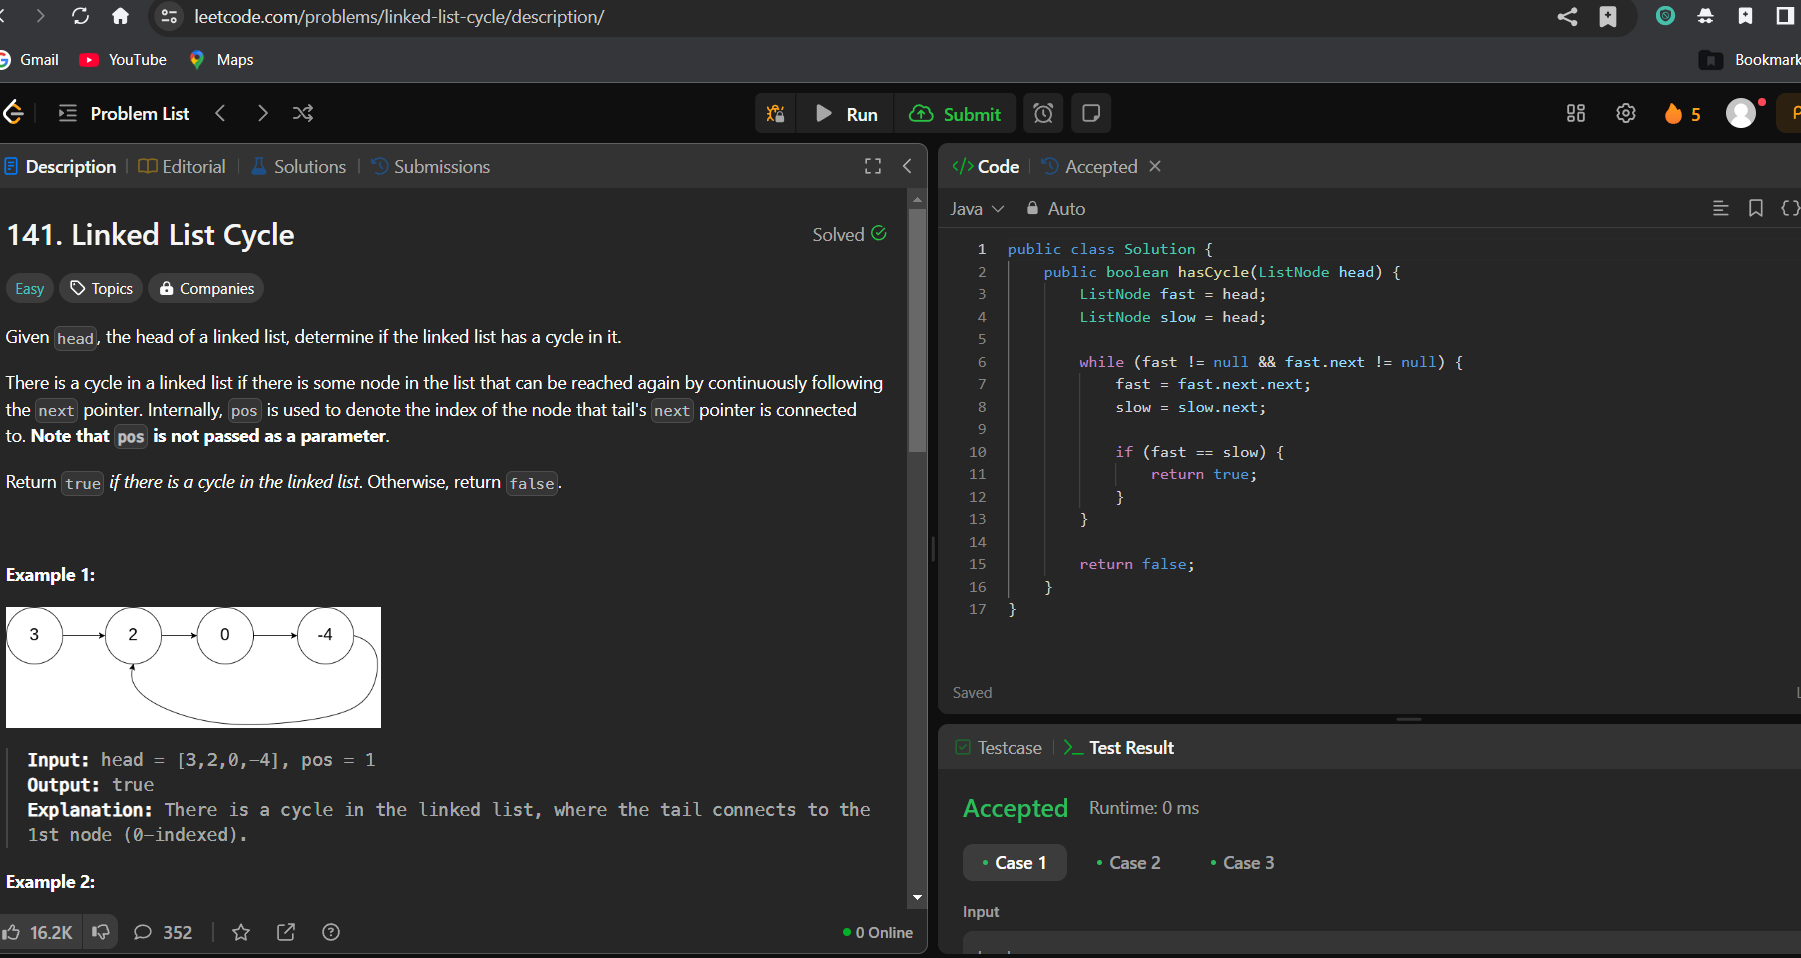 leetcode.com/problems/linked-list-cycle/description/
Gmail YouTube Maps
Problem List Run Submit 5
Description Editorial Solutions Submissions
141. Linked List Cycle
Solved
Easy Topics Companies
Given head, the head of a linked list, determine if the linked list has a cycle in it.
There is a cycle in a linked list if there is some node in the list that can be reached again by continuously following
the next pointer. Internally, pos is used to denote the index of the node that tail's next pointer is connected
to. Note that pos is not passed as a parameter.
Return true if there is a cycle in the linked list. Otherwise, return false.
Example 1:
3 2 0 -4
Input: head = [3,2,0,-4], pos = 1
Output: true
Explanation: There is a cycle in the linked list, where the tail connects to the
1st node (0-indexed).
Example 2:
16.2K 352
0 Online
</> Code Accepted
Java Auto
1 public class Solution {
2 public boolean hasCycle(ListNode head) {
3 ListNode fast = head;
4 ListNode slow = head;
5
6 while (fast != null && fast.next != null) {
7 fast = fast.next.next;
8 slow = slow.next;
9
10 if (fast == slow) {
11 return true;
12 }
13 }
14
15 return false;
16 }
17 }
Saved
Testcase Test Result
Accepted Runtime: 0 ms
Case 1 Case 2 Case 3
Input